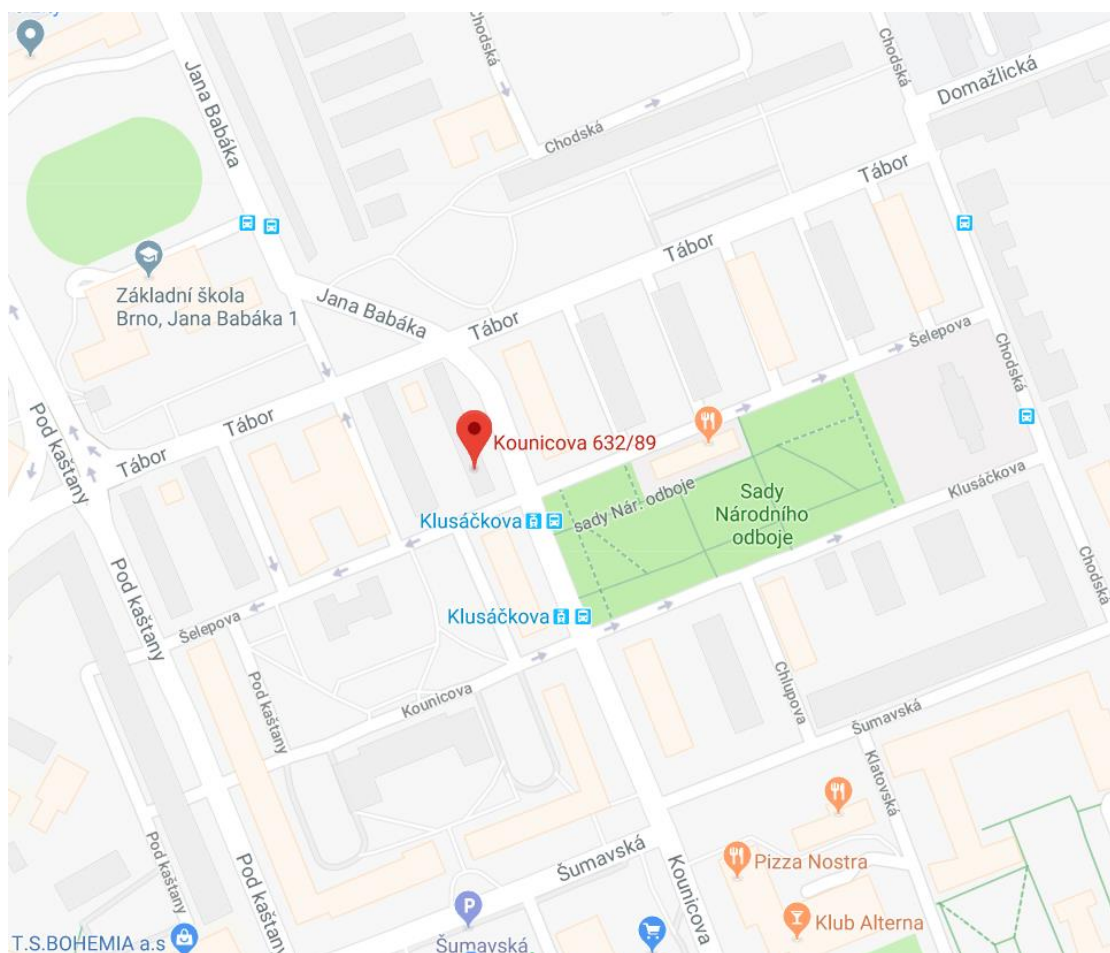 Chodská
Chodská
Jana Babáka
Domažlická
Chodská
Tábor
Tábor
Základní škola
Brno, Jana Babáka 1
Jana Babáka
Tábor
Šelepova
Chodská
Pod kaštany
Tábor
Kounicova 632/89
Tábor
Klusáčkova
Sady
Národního
odboje
sady Nár. odboje
Klusáčkova
Pod kaštany
Chodská
Klusáčkova
Šelepova
Chlupova
Pod kaštany
Kounicova
Šumavská
Klatovská
Pod kaštany
Pod kaštany
Šumavská
Kounicova
Pizza Nostra
P
Klub Alterna
T.S.BOHEMIA a.s
Šumavská